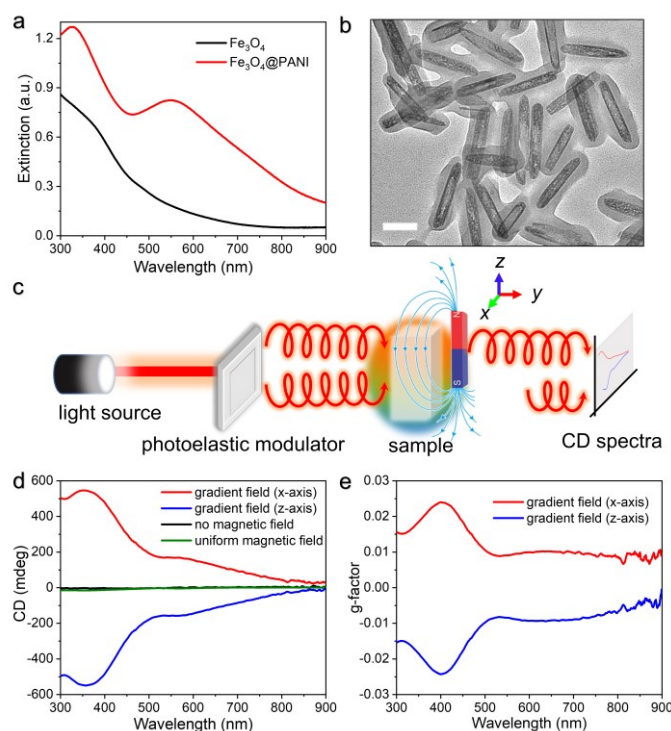 a
Extinction (a.u.)
1.2
0.9
0.6
0.3
0.0
300 400 500 600 700 800 900
Wavelength (nm)
Fe₃O₄
Fe₃O₄@PANI
b
c
light source
photoelastic modulator
sample
N
S
z
y
x
CD spectra
d
CD (mdeg)
600
400
200
0
-200
-400
-600
300 400 500 600 700 800 900
Wavelength (nm)
gradient field (x-axis)
gradient field (z-axis)
no magnetic field
uniform magnetic field
e
g-factor
0.03
0.02
0.01
0.00
-0.01
-0.02
-0.03
300 400 500 600 700 800 900
Wavelength (nm)
gradient field (x-axis)
gradient field (z-axis)